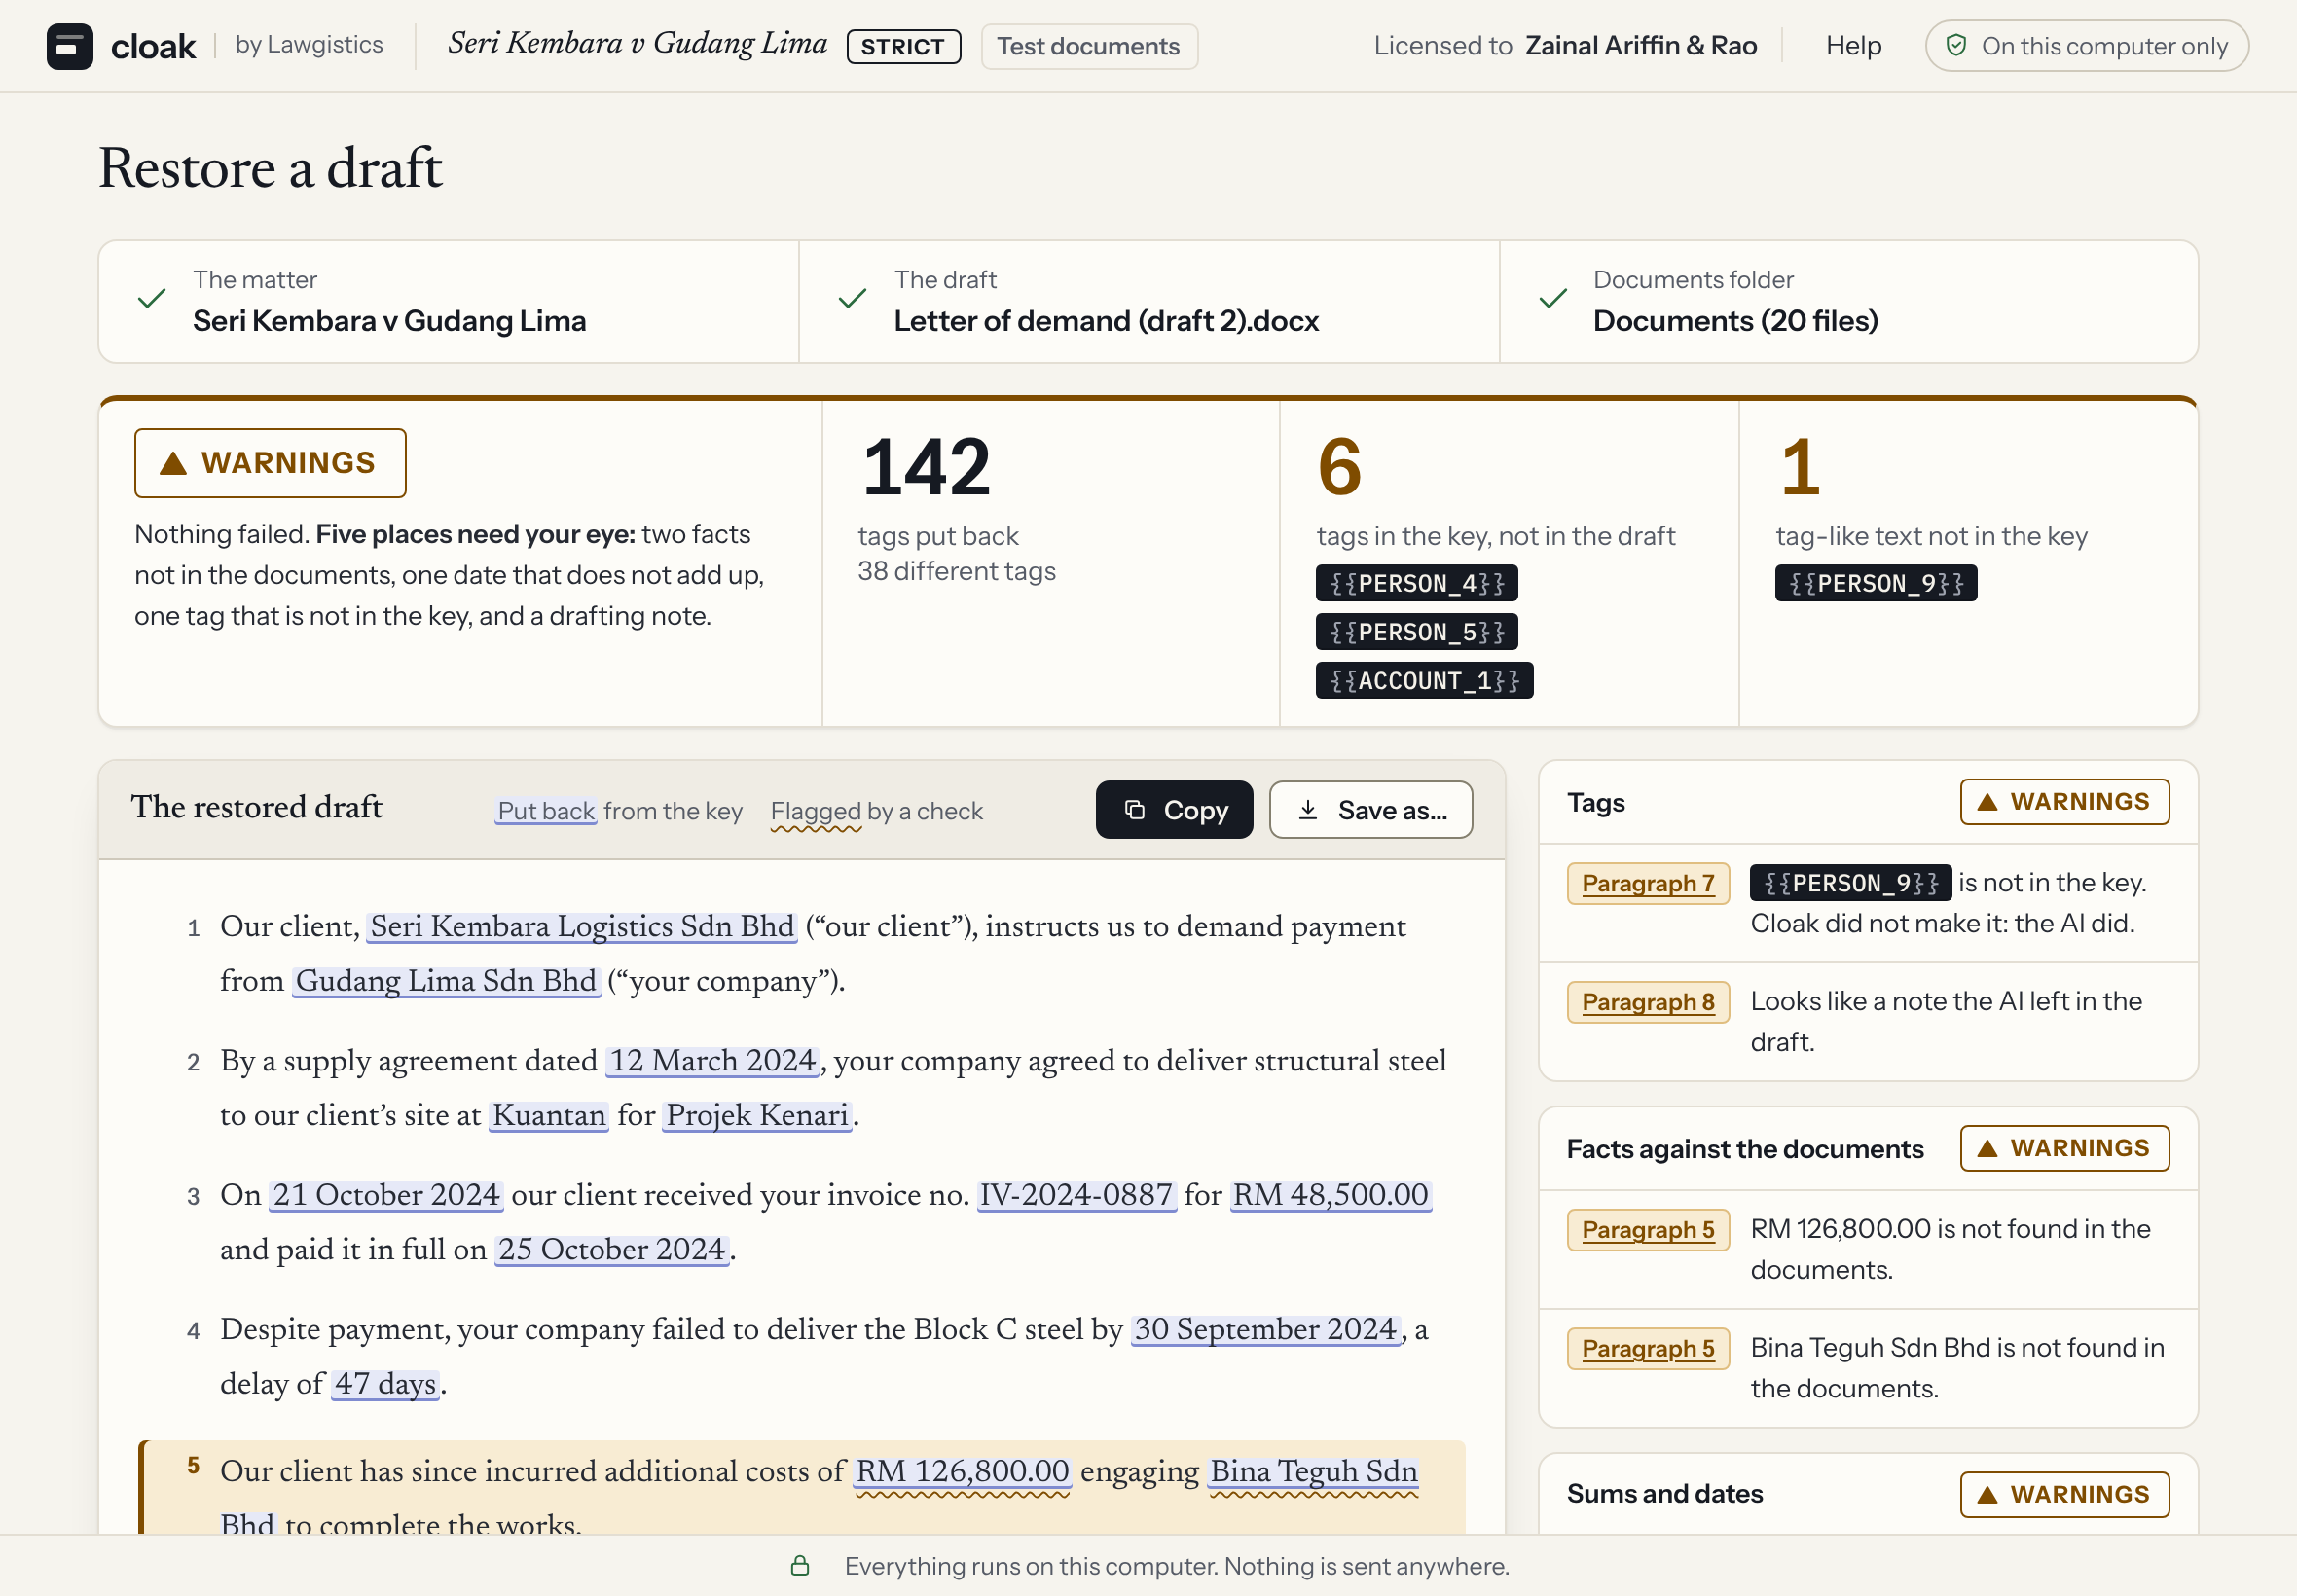 cloak
by Lawgistics
Seri Kembara v Gudang Lima
STRICT
Test documents
Licensed to Zainal Ariffin & Rao
Help
On this computer only
Restore a draft
The matter
Seri Kembara v Gudang Lima
The draft
Letter of demand (draft 2).docx
Documents folder
Documents (20 files)
WARNINGS
Nothing failed. Five places need your eye: two facts
not in the documents, one date that does not add up,
one tag that is not in the key, and a drafting note.
142
tags put back
38 different tags
6
tags in the key, not in the draft
{{PERSON_4}}
{{PERSON_5}}
{{ACCOUNT_1}}
1
tag-like text not in the key
{{PERSON_9}}
The restored draft
Put back from the key
Flagged by a check
Copy
Save as...
1 Our client, Seri Kembara Logistics Sdn Bhd (“our client”), instructs us to demand payment
from Gudang Lima Sdn Bhd (“your company”).
2 By a supply agreement dated 12 March 2024, your company agreed to deliver structural steel
to our client’s site at Kuantan for Projek Kenari.
3 On 21 October 2024 our client received your invoice no. IV-2024-0887 for RM 48,500.00
and paid it in full on 25 October 2024.
4 Despite payment, your company failed to deliver the Block C steel by 30 September 2024, a
delay of 47 days.
5 Our client has since incurred additional costs of RM 126,800.00 engaging Bina Teguh Sdn
Bhd to complete the works.
Tags
WARNINGS
Paragraph 7
{{PERSON_9}} is not in the key.
Cloak did not make it: the AI did.
Paragraph 8
Looks like a note the AI left in the
draft.
Facts against the documents
WARNINGS
Paragraph 5
RM 126,800.00 is not found in the
documents.
Paragraph 5
Bina Teguh Sdn Bhd is not found in
the documents.
Sums and dates
WARNINGS
Everything runs on this computer. Nothing is sent anywhere.